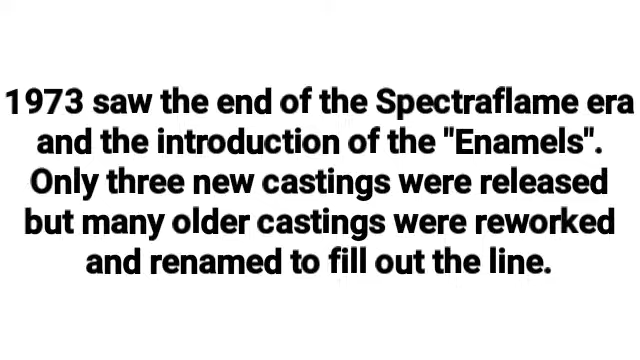 1973 saw the end of the Spectraflame era
and the introduction of the "Enamels".
Only three new castings were released
but many older castings were reworked
and renamed to fill out the line.